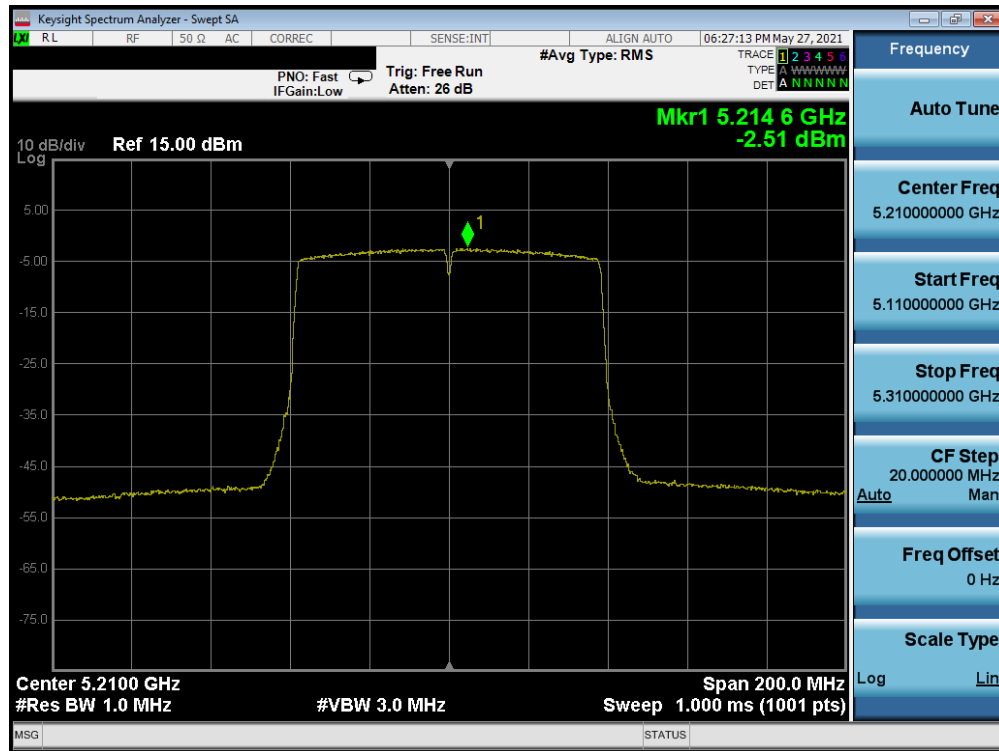 Keysight Spectrum Analyzer - Swept SA
LXI RL RF 50 Ω AC CORREC SENSE:INT ALIGN AUTO 06:27:13 PM May 27, 2021
#Avg Type: RMS
TRACE 1 2 3 4 5 6
TYPE A WWWWW
DET A N N N N N
PNO: Fast
IFGain:Low
Trig: Free Run
Atten: 26 dB
Mkr1 5.214 6 GHz
-2.51 dBm
10 dB/div Ref 15.00 dBm
Log
1
5.00
-5.00
-15.0
-25.0
-35.0
-45.0
-55.0
-65.0
-75.0
Center 5.2100 GHz
Span 200.0 MHz
#Res BW 1.0 MHz
#VBW 3.0 MHz
Sweep 1.000 ms (1001 pts)
MSG
STATUS
Frequency
Auto Tune
Center Freq
5.210000000 GHz
Start Freq
5.110000000 GHz
Stop Freq
5.310000000 GHz
CF Step
20.000000 MHz
Auto Man
Freq Offset
0 Hz
Scale Type
Log Lin